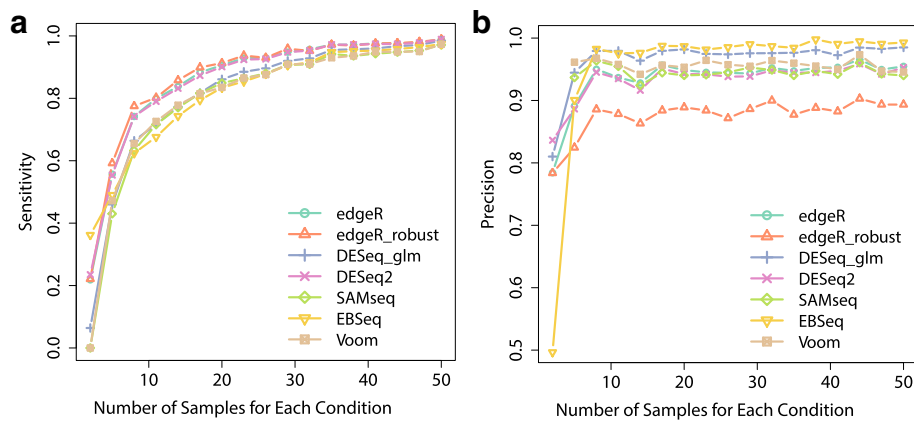 a
1.0
0.8
0.6
0.4
0.2
0.0
Sensitivity
edgeR
edgeR_robust
DESeq_glm
DESeq2
SAMseq
EBSeq
Voom
10
20
30
40
50
Number of Samples for Each Condition
b
1.0
0.9
0.8
0.7
0.6
0.5
Precision
edgeR
edgeR_robust
DESeq_glm
DESeq2
SAMseq
EBSeq
Voom
10
20
30
40
50
Number of Samples for Each Condition